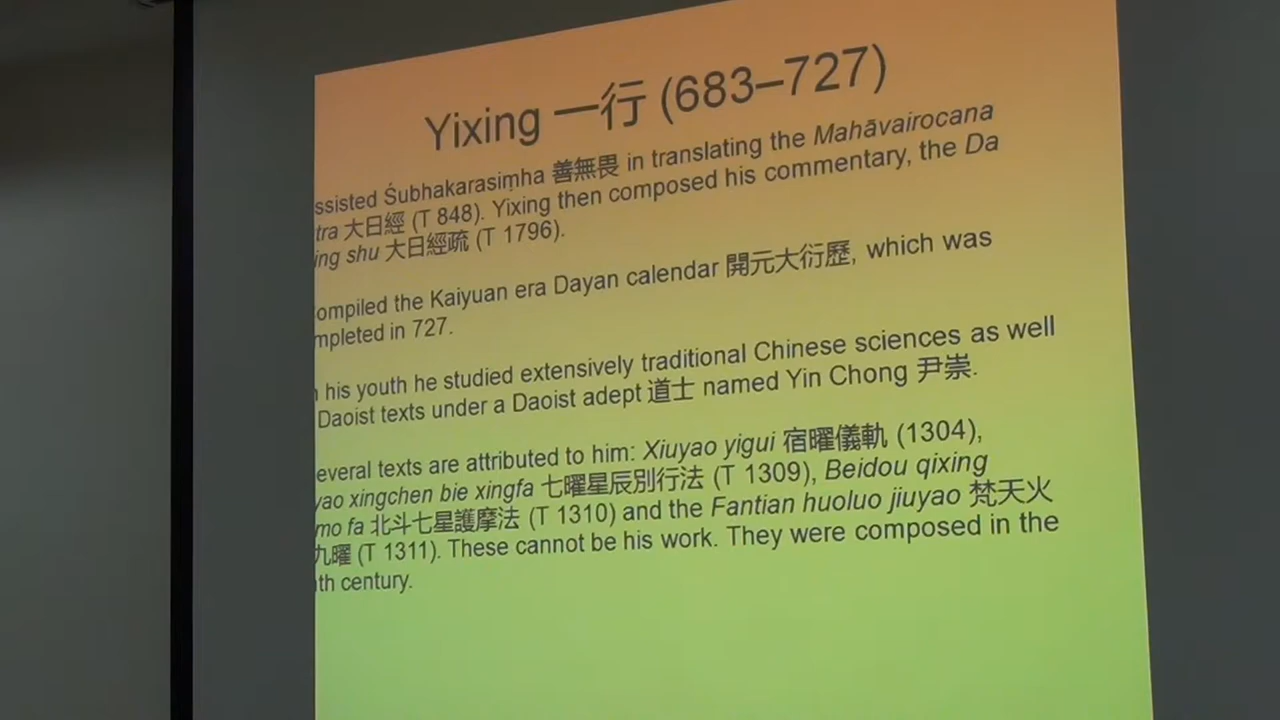 Yixing 一行 (683–727)
ssisted Śubhakarasiṃha 善無畏 in translating the Mahāvairocana
tra 大日經 (T 848). Yixing then composed his commentary, the Da
ing shu 大日經疏 (T 1796).
ompiled the Kaiyuan era Dayan calendar 開元大衍歷, which was
mpleted in 727.
his youth he studied extensively traditional Chinese sciences as well
Daoist texts under a Daoist adept 道士 named Yin Chong 尹崇.
everal texts are attributed to him: Xiuyao yigui 宿曜儀軌 (1304),
yao xingchen bie xingfa 七曜星辰別行法 (T 1309), Beidou qixing
mo fa 北斗七星護摩法 (T 1310) and the Fantian huoluo jiuyao 梵天火
九曜 (T 1311). These cannot be his work. They were composed in the
th century.